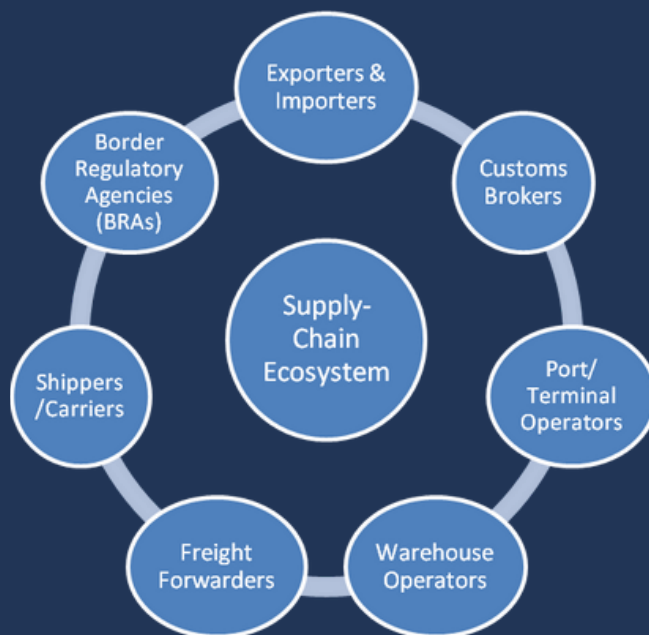 Exporters &
Importers
Customs
Brokers
Port/
Terminal
Operators
Warehouse
Operators
Freight
Forwarders
Shippers
/Carriers
Border
Regulatory
Agencies
(BRAs)
Supply-
Chain
Ecosystem